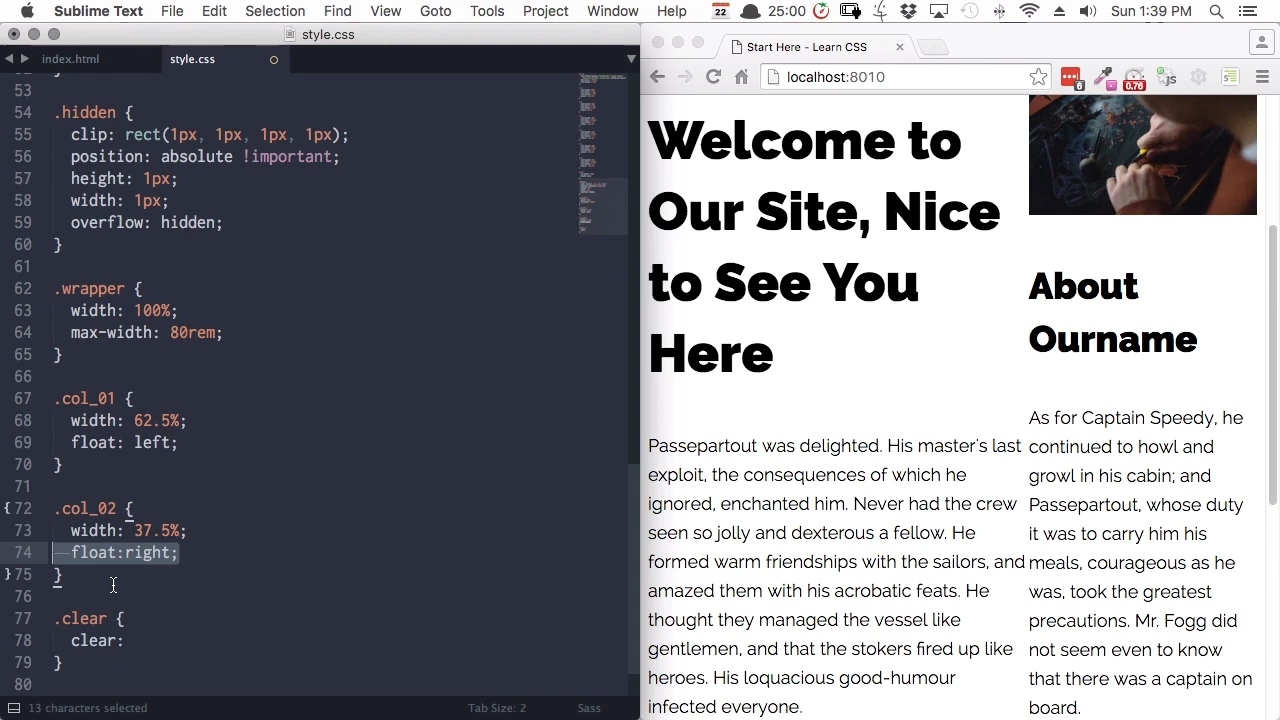 Sublime Text File Edit Selection Find View Goto Tools Project Window Help 22 25:00 Sun 1:39 PM
style.css
index.html style.css
Start Here - Learn CSS
localhost:8010 6 0.76 js
53
54 .hidden {
55 clip: rect(1px, 1px, 1px, 1px);
56 position: absolute !important;
57 height: 1px;
58 width: 1px;
59 overflow: hidden;
60 }
61
62 .wrapper {
63 width: 100%;
64 max-width: 80rem;
65 }
66
67 .col_01 {
68 width: 62.5%;
69 float: left;
70 }
71
72 .col_02 {
73 width: 37.5%;
74 float:right;
75 }
76
77 .clear {
78 clear:
79 }
80
13 characters selected Tab Size: 2 Sass
Welcome to
Our Site, Nice
to See You
Here
Passepartout was delighted. His master's last
exploit, the consequences of which he
ignored, enchanted him. Never had the crew
seen so jolly and dexterous a fellow. He
formed warm friendships with the sailors, and
amazed them with his acrobatic feats. He
thought they managed the vessel like
gentlemen, and that the stokers fired up like
heroes. His loquacious good-humour
infected everyone.
About
Ourname
As for Captain Speedy, he
continued to howl and
growl in his cabin; and
Passepartout, whose duty
it was to carry him his
meals, courageous as he
was, took the greatest
precautions. Mr. Fogg did
not seem even to know
that there was a captain on
board.